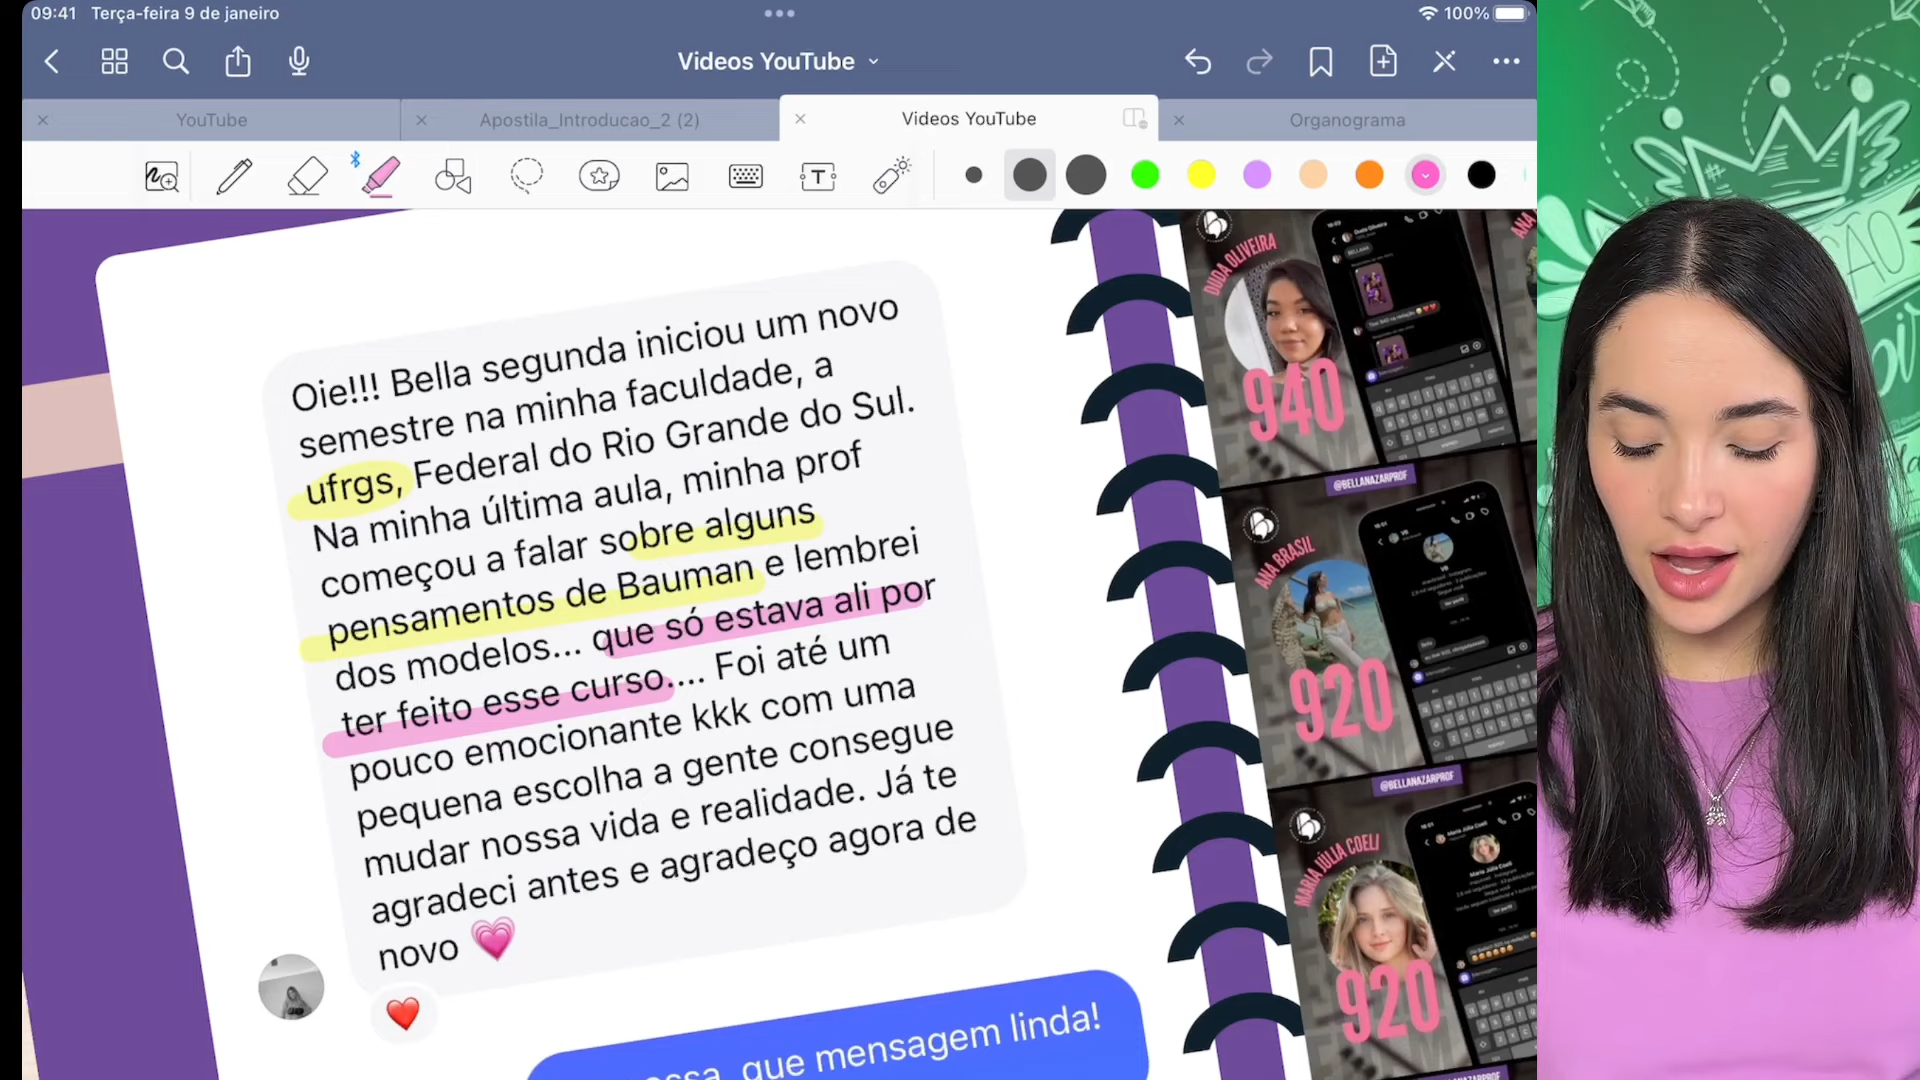 09:41 Terça-feira 9 de janeiro
100%
Videos YouTube
YouTube
Apostila_Introducao_2 (2)
Videos YouTube
Organograma
Oie!!! Bella segunda iniciou um novo
semestre na minha faculdade, a
ufrgs, Federal do Rio Grande do Sul.
Na minha última aula, minha prof
começou a falar sobre alguns
pensamentos de Bauman e lembrei
dos modelos... que só estava ali por
ter feito esse curso.... Foi até um
pouco emocionante kkk com uma
pequena escolha a gente consegue
mudar nossa vida e realidade. Já te
agradeci antes e agradeço agora de
novo 💗
❤️
que mensagem linda!
DUDA OLIVEIRA
940
@BELLANAZARPROF
ANA BRASIL
920
@BELLANAZARPROF
MARIA JÚLIA COELI
920
@BELLANAZARPROF